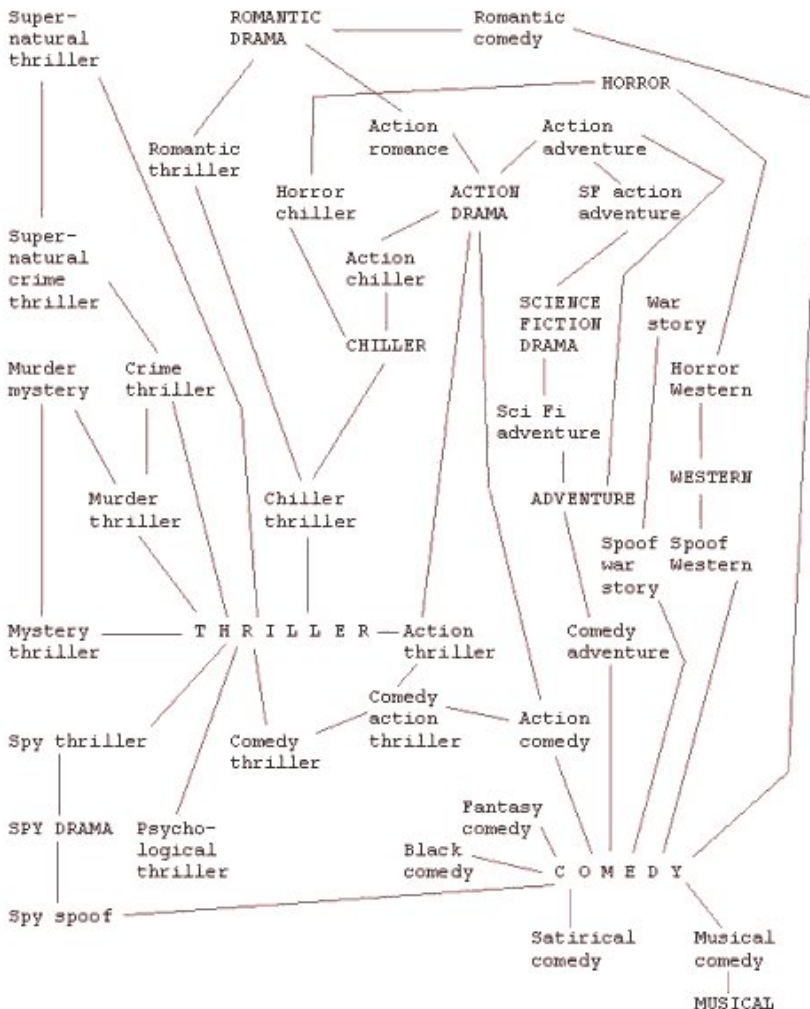 Super-
natural
thriller
ROMANTIC
DRAMA
Romantic
comedy
HORROR
Romantic
thriller
Action
romance
Action
adventure
Horror
chiller
ACTION
DRAMA
SF action
adventure
Super-
natural
crime
thriller
Action
chiller
SCIENCE
FICTION
DRAMA
War
story
CHILLER
Murder
mystery
Crime
thriller
Horror
Western
Sci Fi
adventure
Murder
thriller
Chiller
thriller
ADVENTURE
WESTERN
Spoof
war
story
Spoof
Western
Mystery
thriller
T H R I L L E R
Action
thriller
Comedy
adventure
Spy thriller
Comedy
thriller
Comedy
action
thriller
Action
comedy
SPY DRAMA
Psycho-
logical
thriller
Fantasy
comedy
Black
comedy
C O M E D Y
Spy spoof
Satirical
comedy
Musical
comedy
MUSICAL